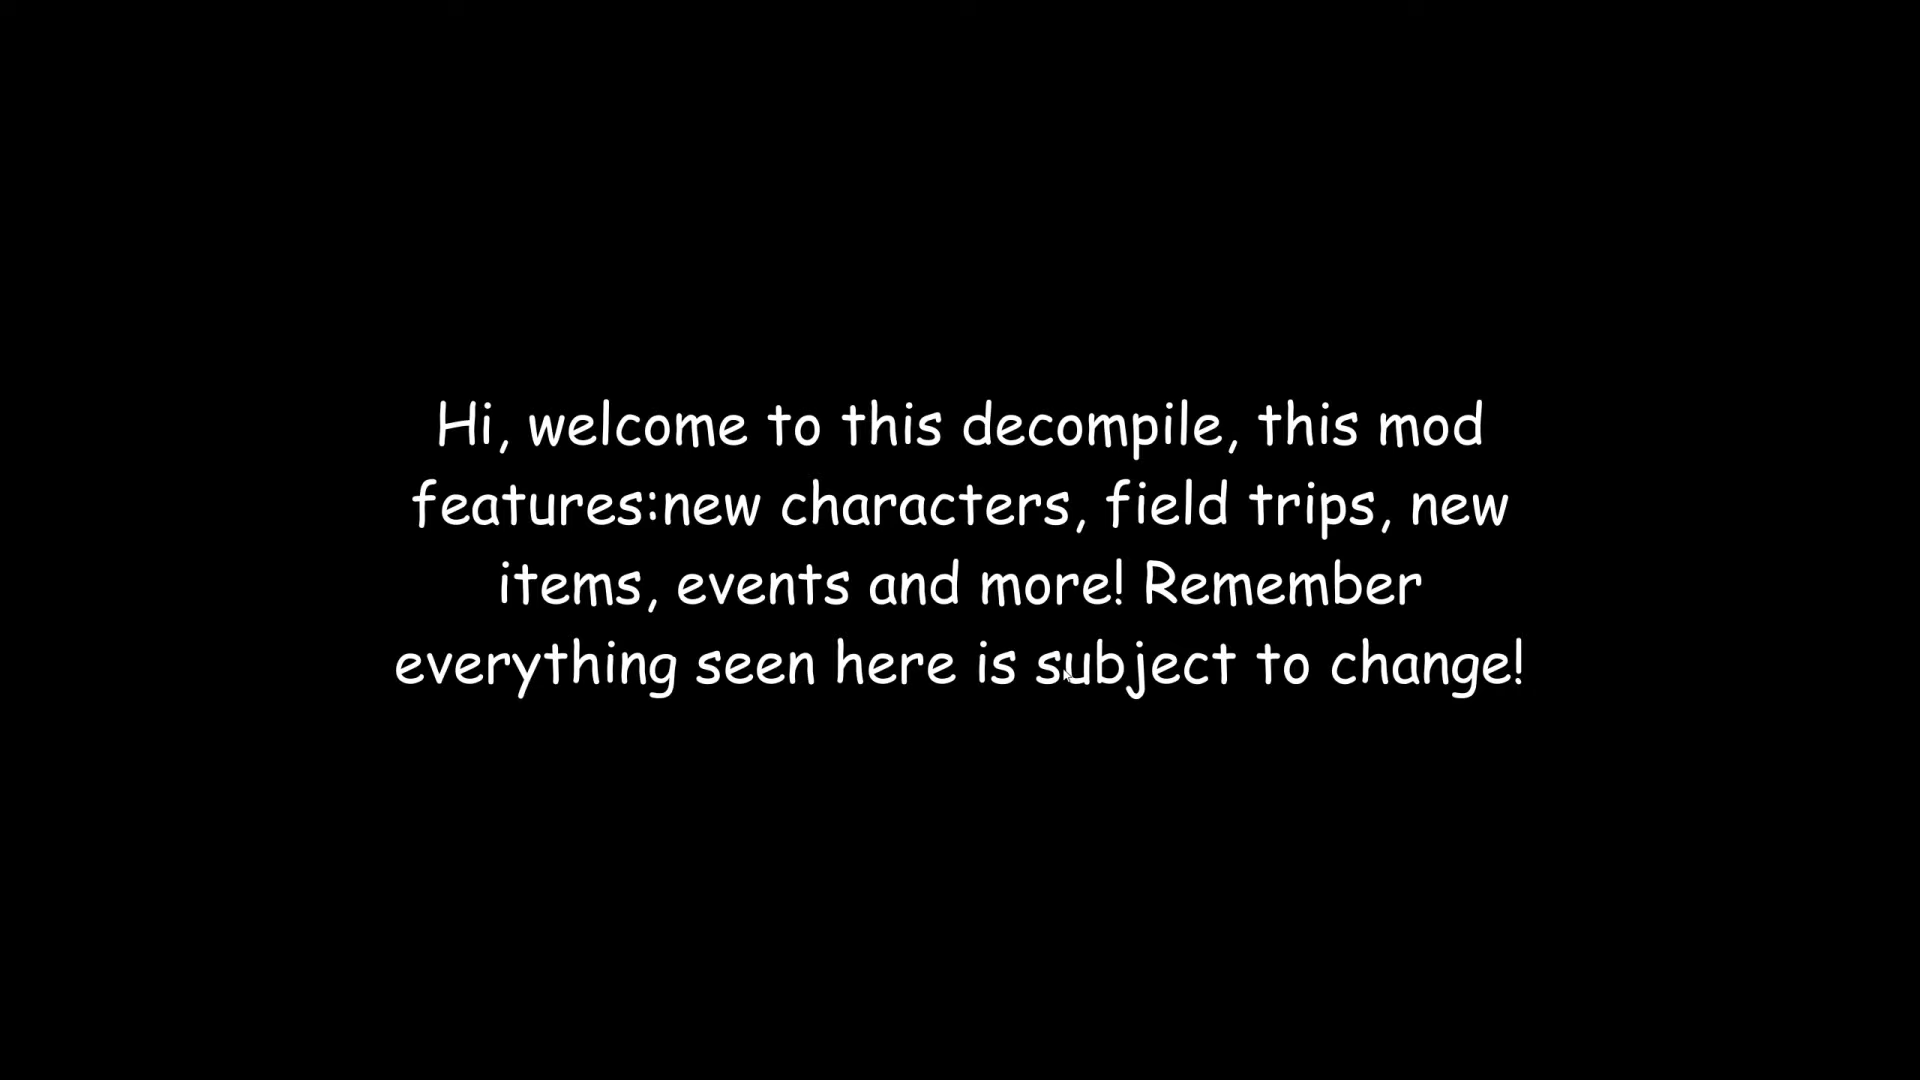 Hi, welcome to this decompile, this mod
features:new characters, field trips, new
items, events and more! Remember
everything seen here is subject to change!